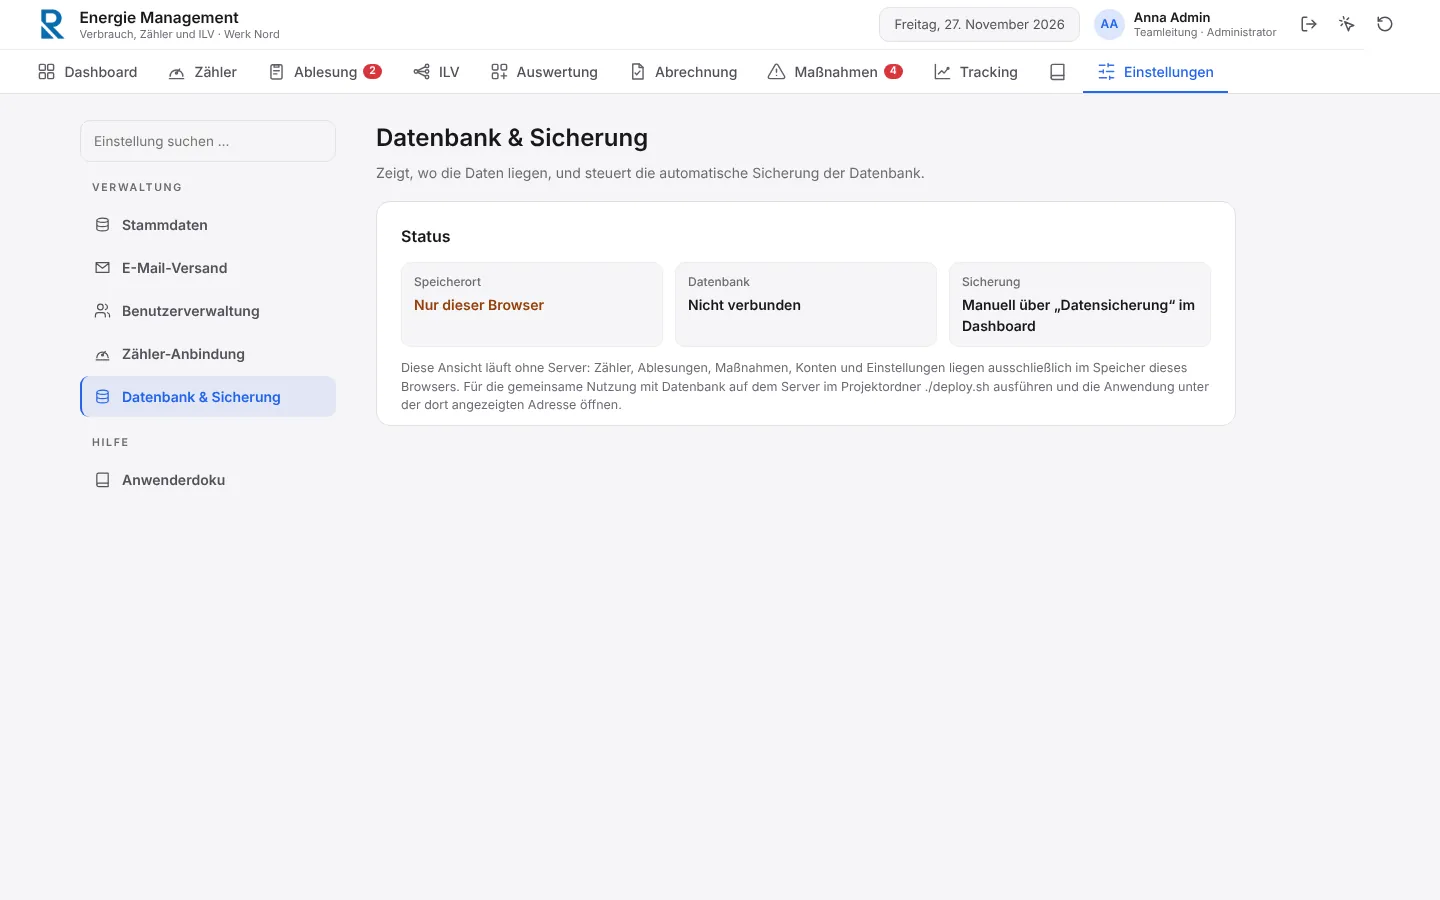 Energie Management
Verbrauch, Zähler und ILV · Werk Nord
Freitag, 27. November 2026
AA
Anna Admin
Teamleitung · Administrator
Dashboard
Zähler
Ablesung 2
ILV
Auswertung
Abrechnung
Maßnahmen 4
Tracking
Einstellungen
Einstellung suchen ...
VERWALTUNG
Stammdaten
E-Mail-Versand
Benutzerverwaltung
Zähler-Anbindung
Datenbank & Sicherung
HILFE
Anwenderdoku
Datenbank & Sicherung
Zeigt, wo die Daten liegen, und steuert die automatische Sicherung der Datenbank.
Status
Speicherort
Nur dieser Browser
Datenbank
Nicht verbunden
Sicherung
Manuell über „Datensicherung“ im
Dashboard
Diese Ansicht läuft ohne Server: Zähler, Ablesungen, Maßnahmen, Konten und Einstellungen liegen ausschließlich im Speicher dieses
Browsers. Für die gemeinsame Nutzung mit Datenbank auf dem Server im Projektordner ./deploy.sh ausführen und die Anwendung unter
der dort angezeigten Adresse öffnen.